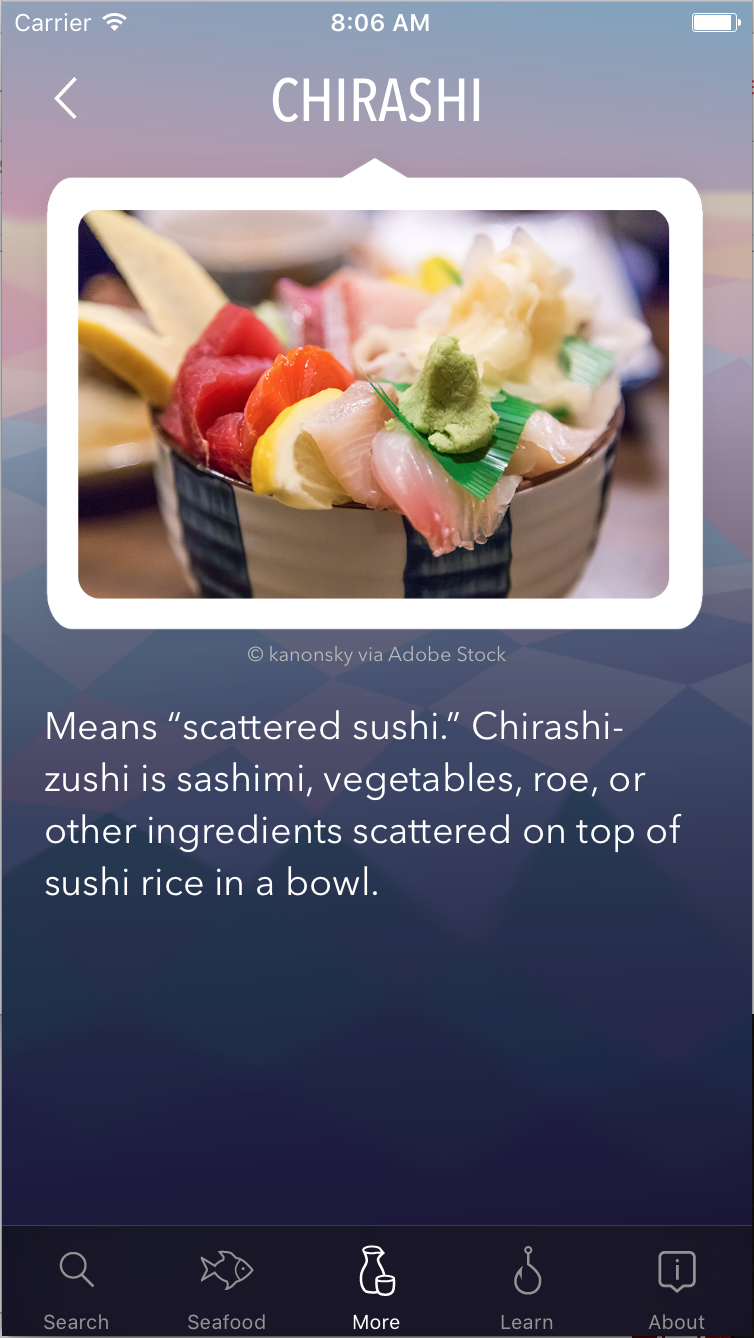 Carrier 8:06 AM
CHIRASHI
© kanonsky via Adobe Stock
Means “scattered sushi.” Chirashi-
zushi is sashimi, vegetables, roe, or
other ingredients scattered on top of
sushi rice in a bowl.
Search Seafood More Learn About